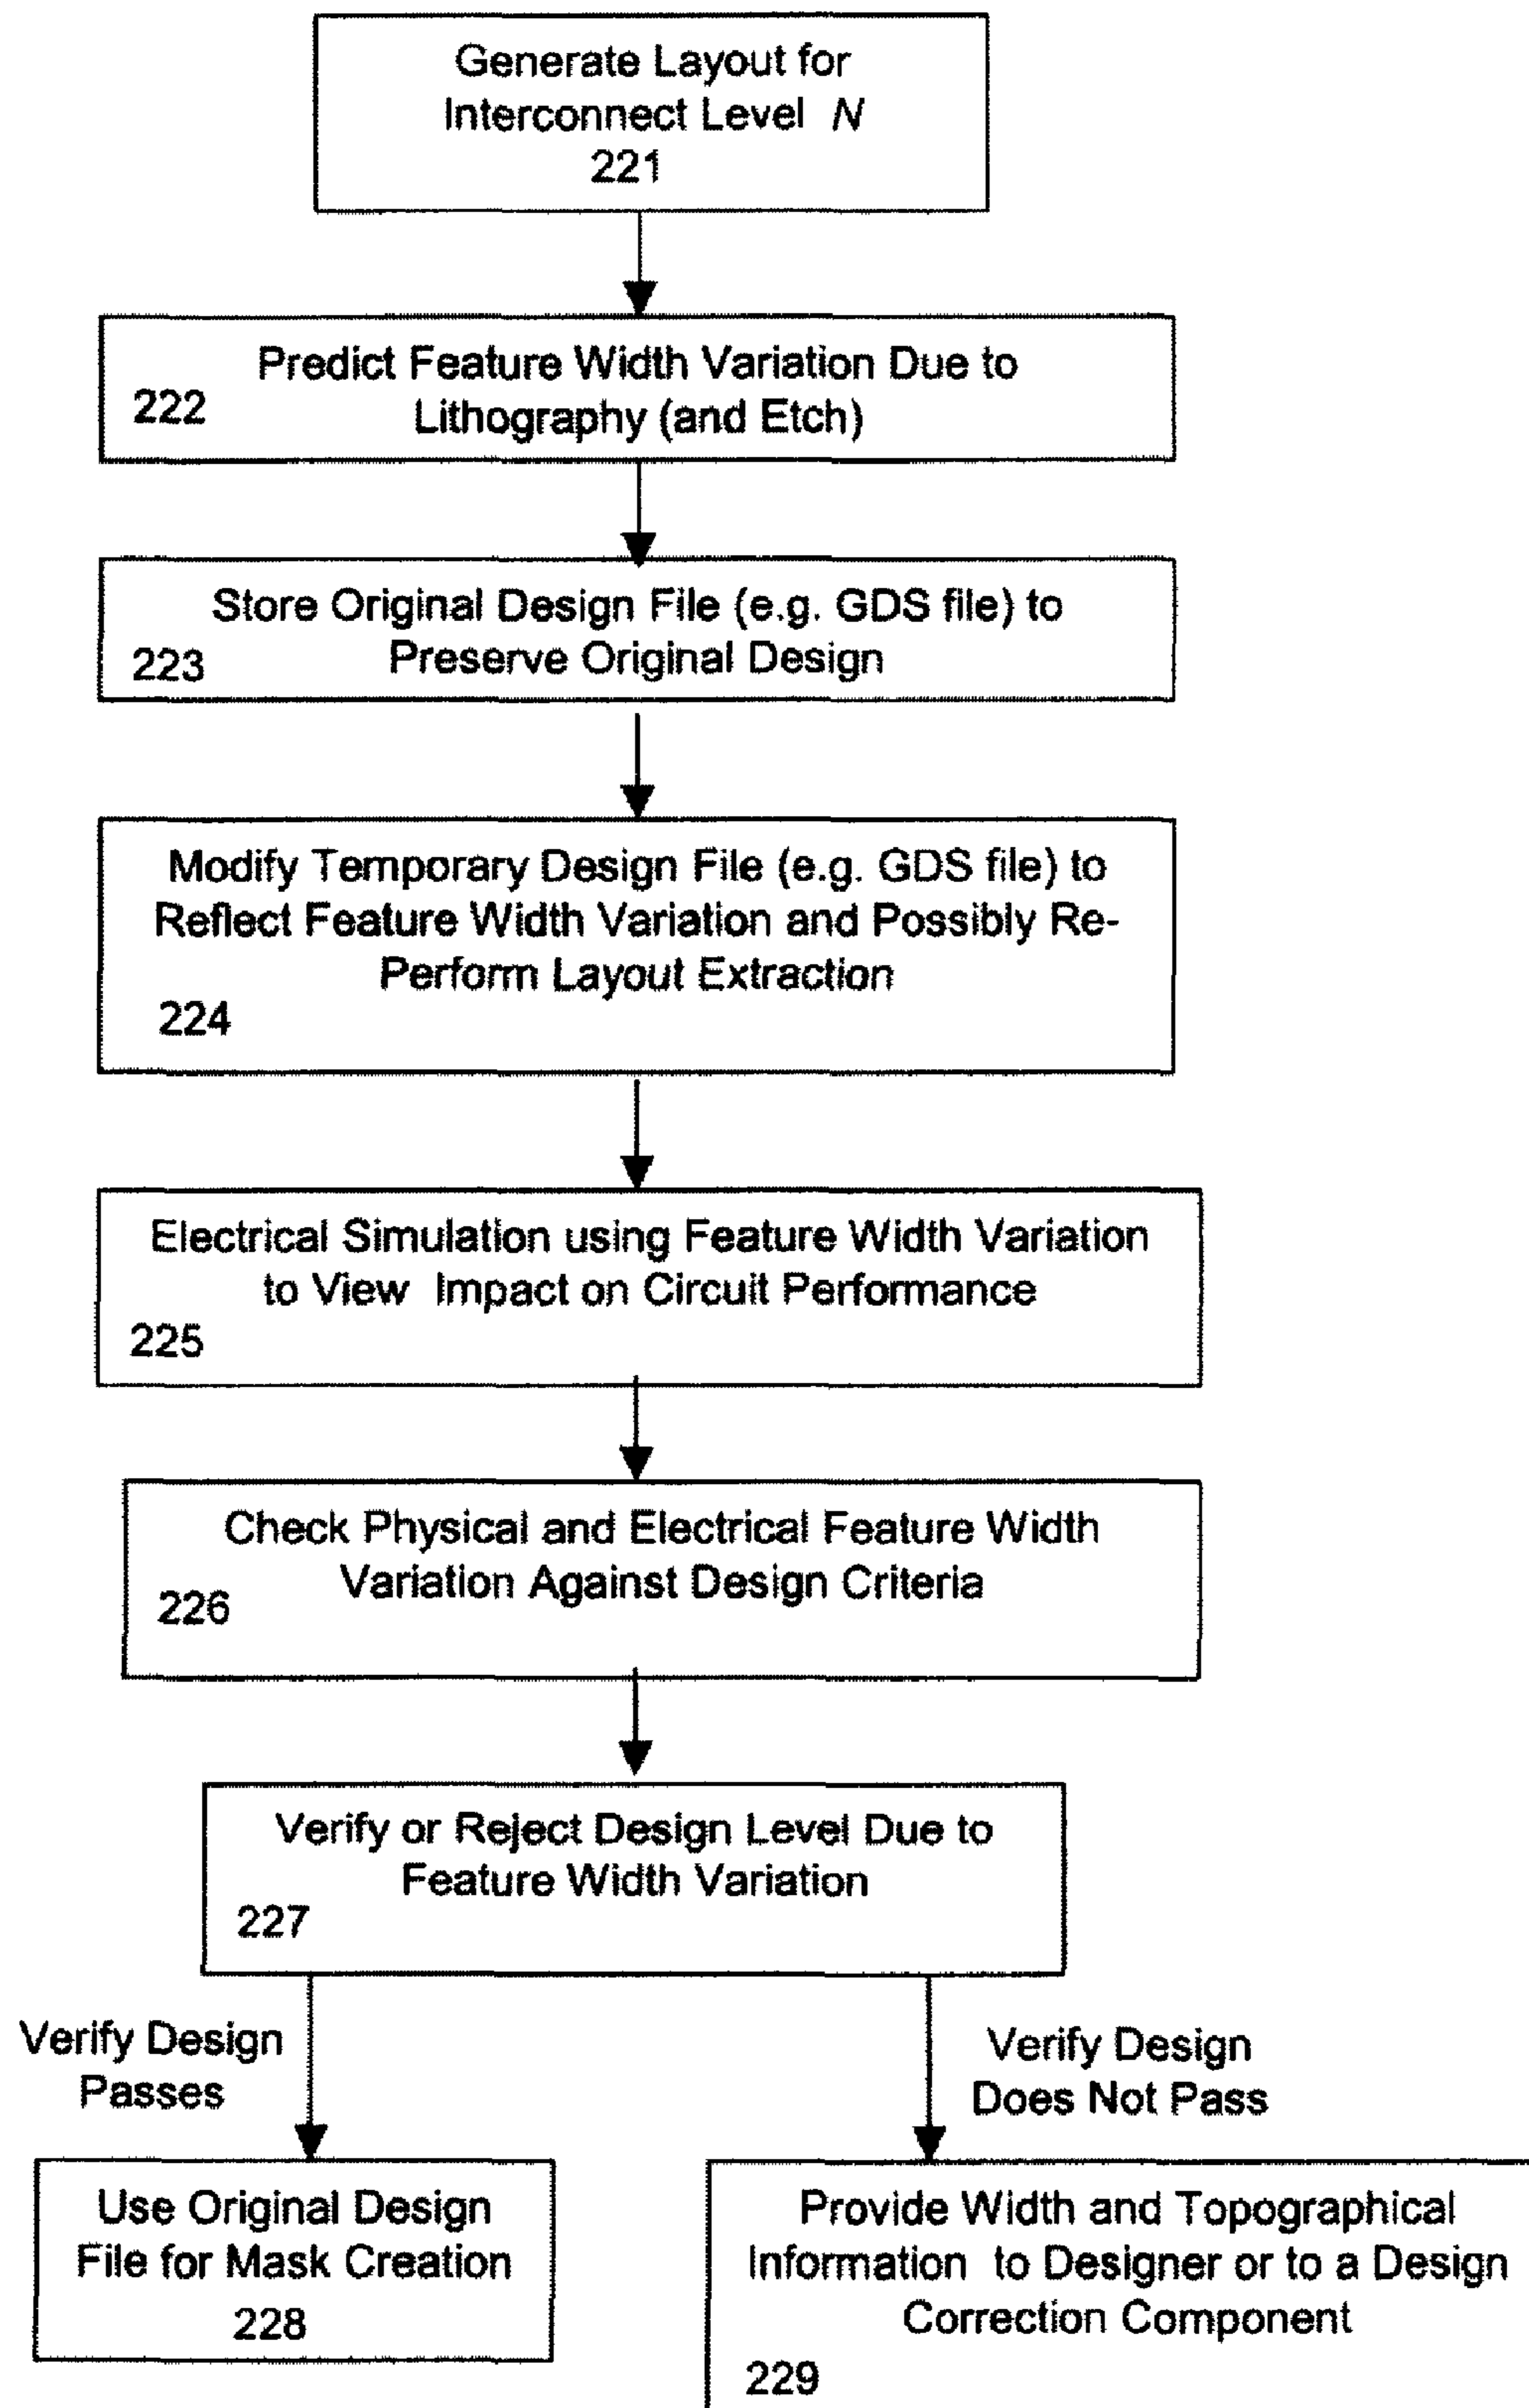 Generate Layout for
Interconnect Level N
221
Predict Feature Width Variation Due to
Lithography (and Etch)
222
Store Original Design File (e.g. GDS file) to
Preserve Original Design
223
Modify Temporary Design File (e.g. GDS file) to
Reflect Feature Width Variation and Possibly Re-
Perform Layout Extraction
224
Electrical Simulation using Feature Width Variation
to View Impact on Circuit Performance
225
Check Physical and Electrical Feature Width
Variation Against Design Criteria
226
Verify or Reject Design Level Due to
Feature Width Variation
227
Verify Design
Passes
Verify Design
Does Not Pass
Use Original Design
File for Mask Creation
228
Provide Width and Topographical
Information to Designer or to a Design
Correction Component
229